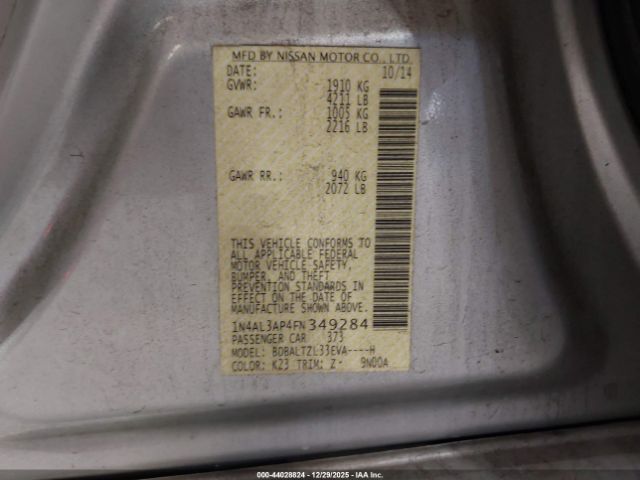 MFD BY NISSAN MOTOR CO., LTD.
DATE: 10/14
GVWR: 1910 KG
4211 LB
GAWR FR.: 1005 KG
2216 LB
GAWR RR.: 940 KG
2072 LB
THIS VEHICLE CONFORMS TO
ALL APPLICABLE FEDERAL
MOTOR VEHICLE SAFETY,
BUMPER, AND THEFT
PREVENTION STANDARDS
IN EFFECT ON THE DATE OF
MANUFACTURE SHOWN ABOVE.
1N4AL3AP4FN349284
PASSENGER CAR 373
MODEL: BDBALTZL33EVA----H
COLOR: K23 TRIM: Z- 9N00A
000-44028824 | 12/29/2025 | IAA Inc.